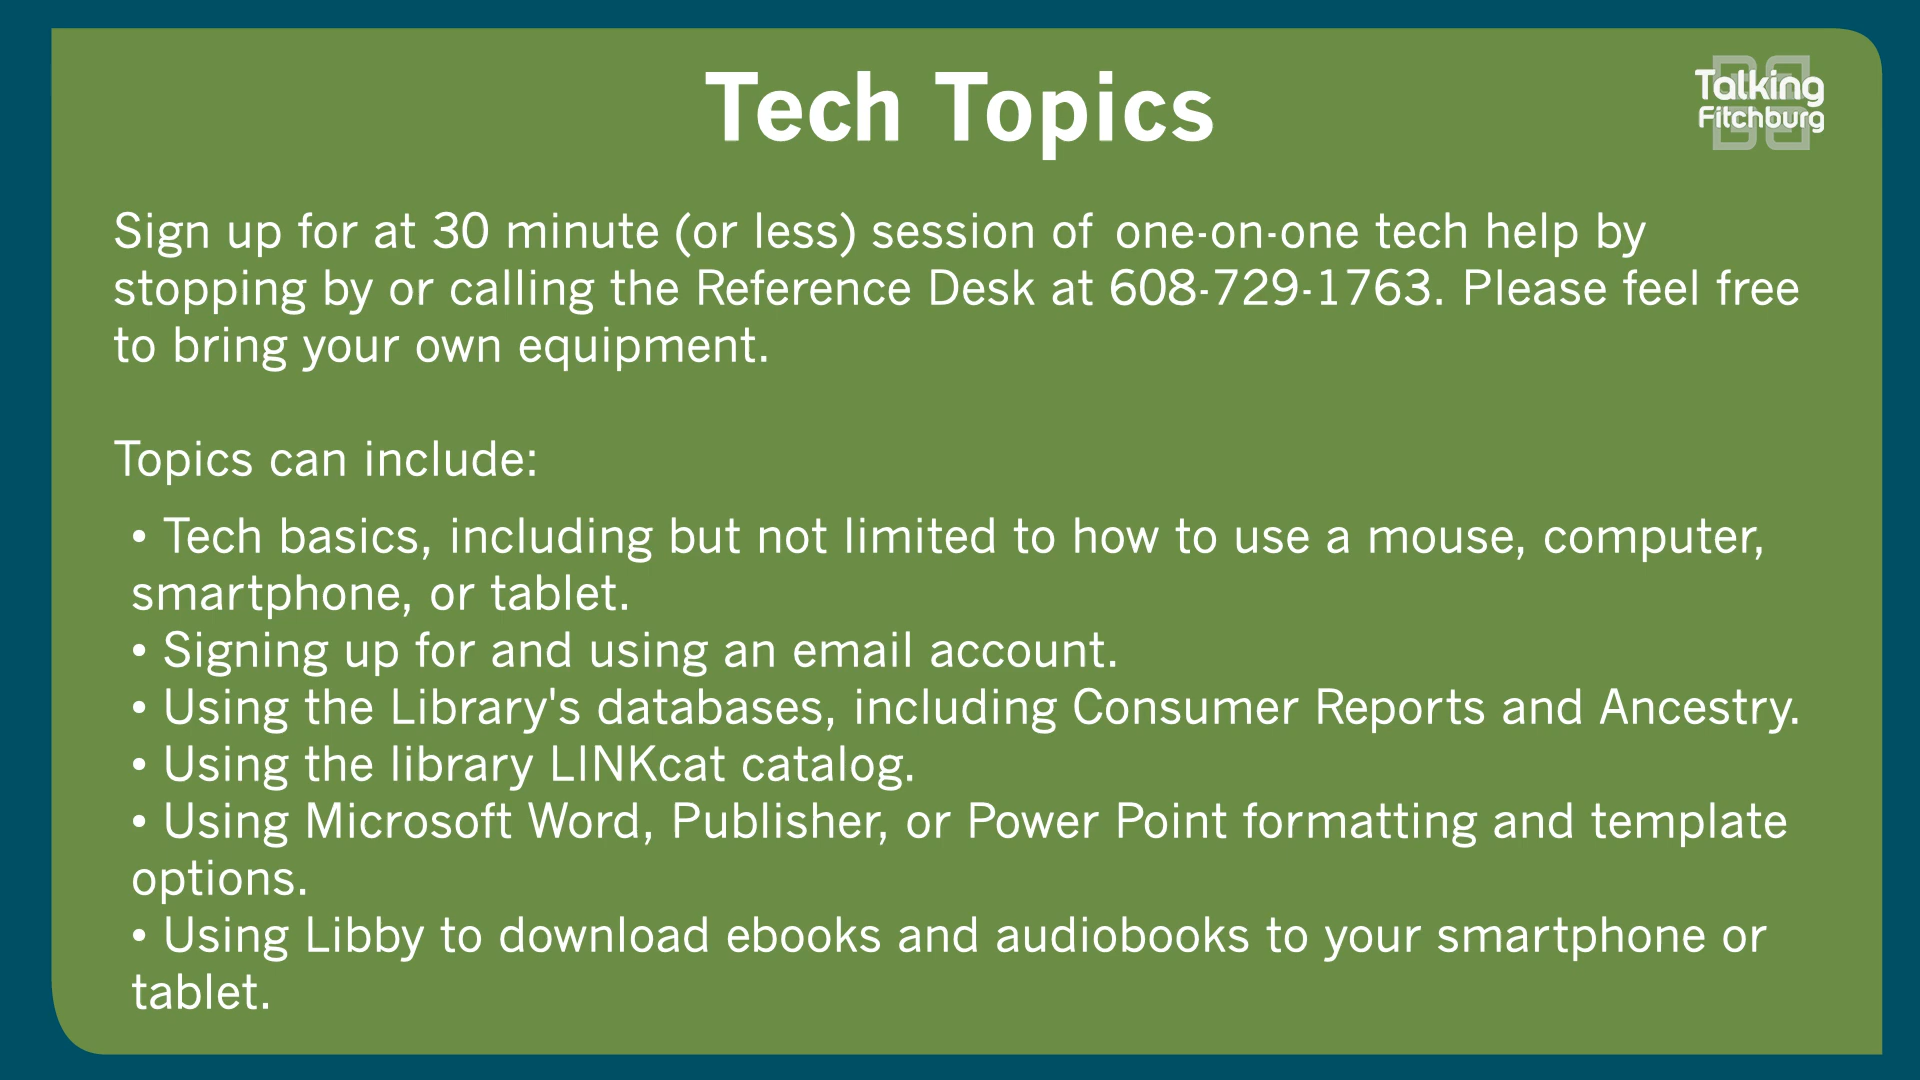 Tech Topics
Talking
Fitchburg
Sign up for at 30 minute (or less) session of one-on-one tech help by
stopping by or calling the Reference Desk at 608-729-1763. Please feel free
to bring your own equipment.
Topics can include:
• Tech basics, including but not limited to how to use a mouse, computer,
smartphone, or tablet.
• Signing up for and using an email account.
• Using the Library's databases, including Consumer Reports and Ancestry.
• Using the library LINKcat catalog.
• Using Microsoft Word, Publisher, or Power Point formatting and template
options.
• Using Libby to download ebooks and audiobooks to your smartphone or
tablet.